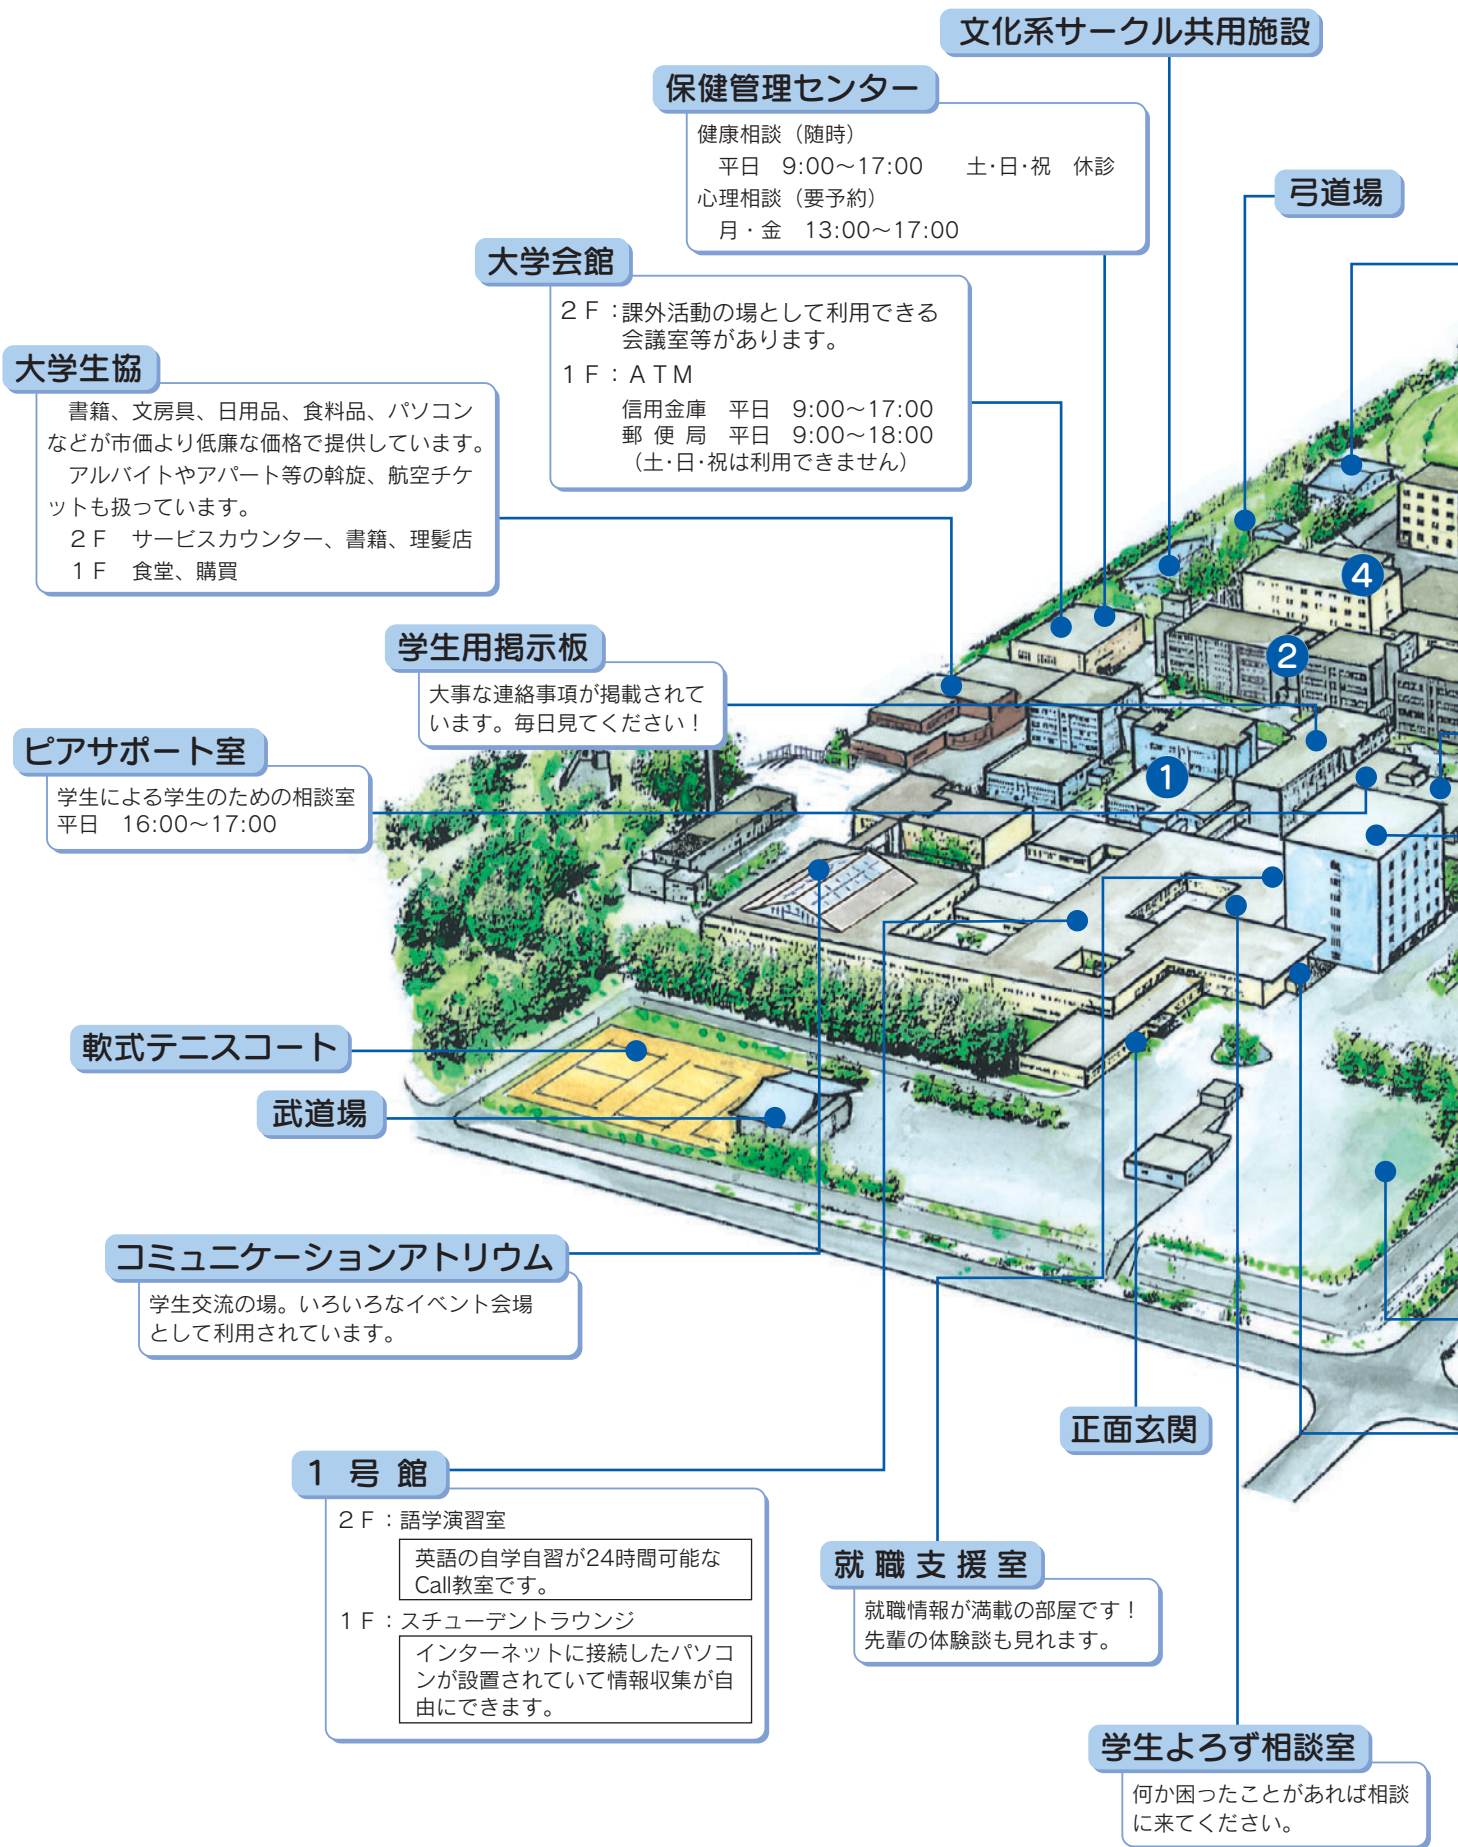 文化系サークル共用施設
保健管理センター
健康相談（随時）
平日　9:00〜17:00　　土・日・祝　休診
心理相談（要予約）
月・金　13:00〜17:00
弓道場
大学会館
２Ｆ：課外活動の場として利用できる
会議室等があります。
１Ｆ：ＡＴＭ
信用金庫　平日　9:00〜17:00
郵 便 局　平日　9:00〜18:00
（土・日・祝は利用できません）
大学生協
書籍、文房具、日用品、食料品、パソコン
などが市価より低廉な価格で提供しています。
アルバイトやアパート等の斡旋、航空チケ
ットも扱っています。
２Ｆ　サービスカウンター、書籍、理髪店
１Ｆ　食堂、購買
4
2
学生用掲示板
大事な連絡事項が掲載されて
います。毎日見てください！
ピアサポート室
学生による学生のための相談室
平日　16:00〜17:00
1
軟式テニスコート
武道場
コミュニケーションアトリウム
学生交流の場。いろいろなイベント会場
として利用されています。
正面玄関
１ 号 館
２Ｆ：語学演習室
英語の自学自習が24時間可能な
Call教室です。
１Ｆ：スチューデントラウンジ
インターネットに接続したパソコ
ンが設置されていて情報収集が自
由にできます。
就 職 支 援 室
就職情報が満載の部屋です！
先輩の体験談も見れます。
学生よろず相談室
何か困ったことがあれば相談
に来てください。